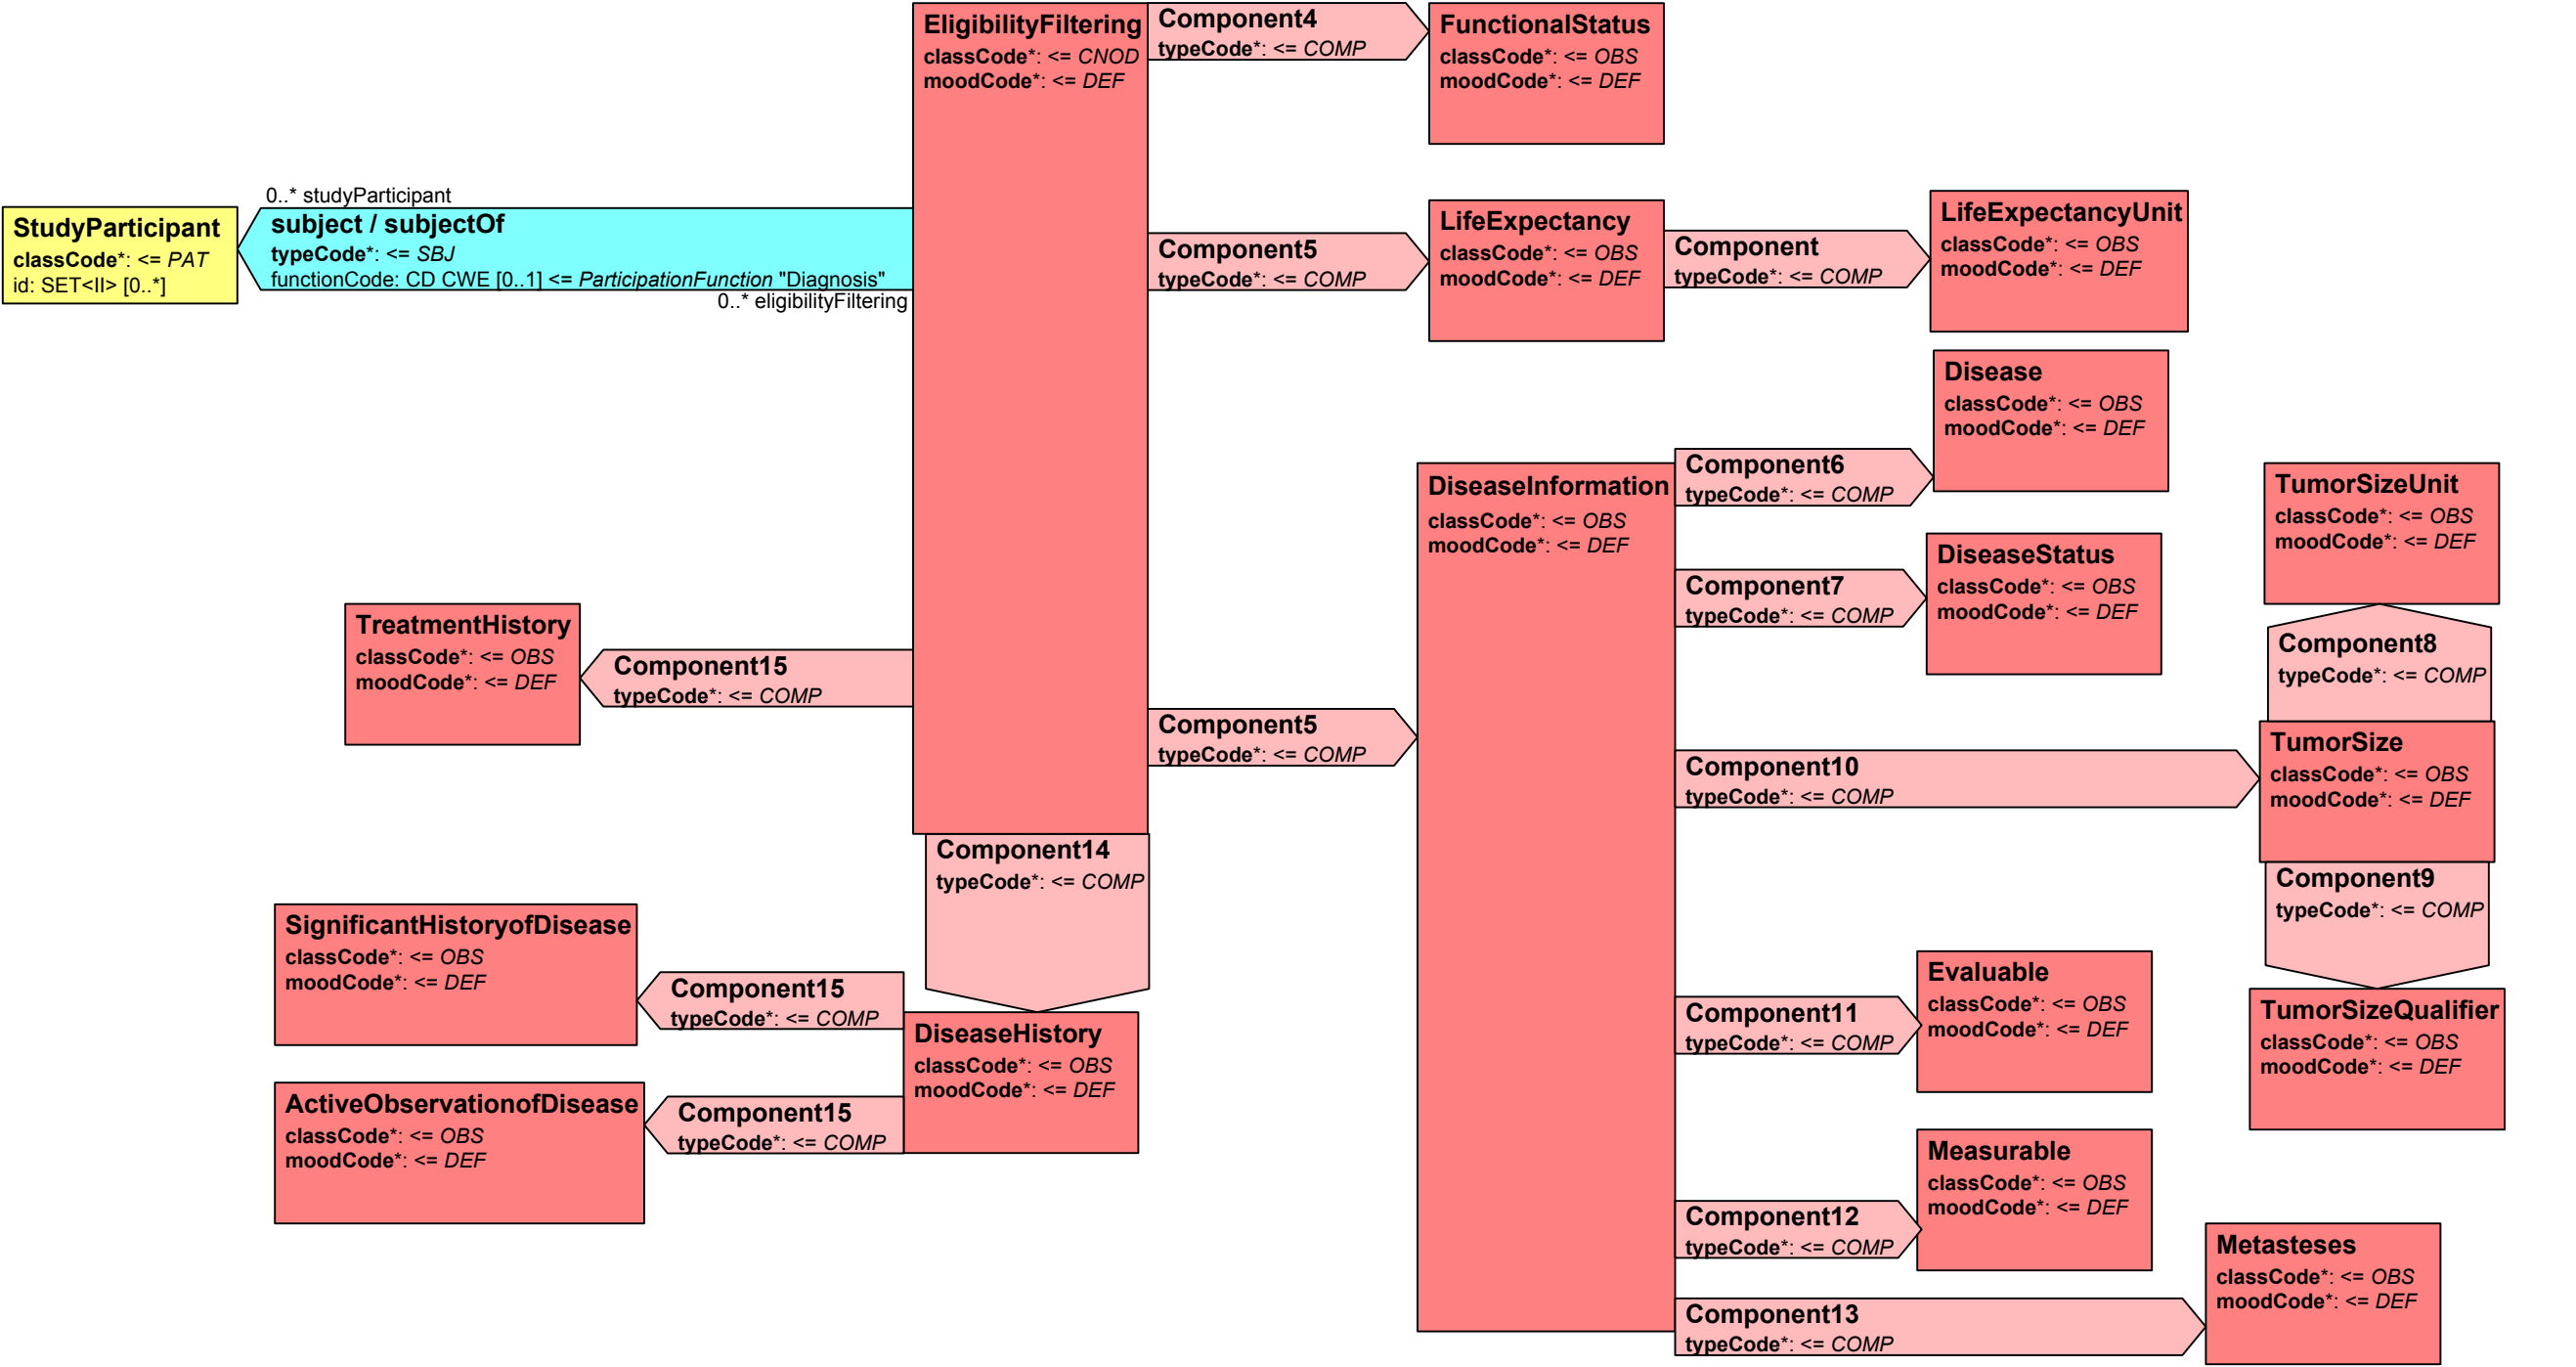 EligibilityFiltering
classCode*: <= CNOD
moodCode*: <= DEF
Component4
typeCode*: <= COMP
FunctionalStatus
classCode*: <= OBS
moodCode*: <= DEF
0..* studyParticipant
StudyParticipant
classCode*: <= PAT
id: SET<II> [0..*]
subject / subjectOf
typeCode*: <= SBJ
functionCode: CD CWE [0..1] <= ParticipationFunction "Diagnosis"
0..* eligibilityFiltering
Component5
typeCode*: <= COMP
LifeExpectancy
classCode*: <= OBS
moodCode*: <= DEF
Component
typeCode*: <= COMP
LifeExpectancyUnit
classCode*: <= OBS
moodCode*: <= DEF
Disease
classCode*: <= OBS
moodCode*: <= DEF
DiseaseInformation
classCode*: <= OBS
moodCode*: <= DEF
Component6
typeCode*: <= COMP
TumorSizeUnit
classCode*: <= OBS
moodCode*: <= DEF
Component7
typeCode*: <= COMP
DiseaseStatus
classCode*: <= OBS
moodCode*: <= DEF
TreatmentHistory
classCode*: <= OBS
moodCode*: <= DEF
Component15
typeCode*: <= COMP
Component8
typeCode*: <= COMP
Component5
typeCode*: <= COMP
Component10
typeCode*: <= COMP
TumorSize
classCode*: <= OBS
moodCode*: <= DEF
Component14
typeCode*: <= COMP
Component9
typeCode*: <= COMP
SignificantHistoryofDisease
classCode*: <= OBS
moodCode*: <= DEF
Component15
typeCode*: <= COMP
DiseaseHistory
classCode*: <= OBS
moodCode*: <= DEF
Component11
typeCode*: <= COMP
Evaluable
classCode*: <= OBS
moodCode*: <= DEF
TumorSizeQualifier
classCode*: <= OBS
moodCode*: <= DEF
ActiveObservationofDisease
classCode*: <= OBS
moodCode*: <= DEF
Component15
typeCode*: <= COMP
Component12
typeCode*: <= COMP
Measurable
classCode*: <= OBS
moodCode*: <= DEF
Component13
typeCode*: <= COMP
Metasteses
classCode*: <= OBS
moodCode*: <= DEF